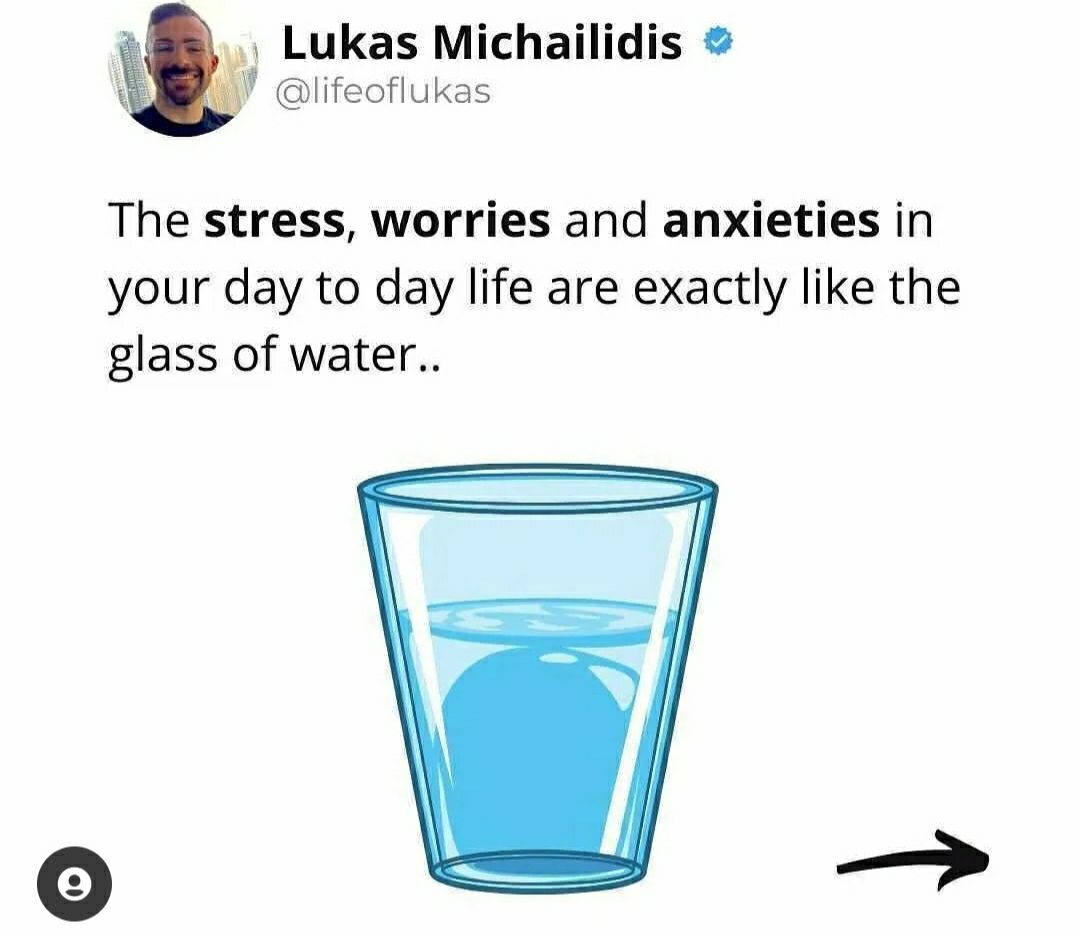 Lukas Michailidis
@lifeoflukas
The stress, worries and anxieties in
your day to day life are exactly like the
glass of water..